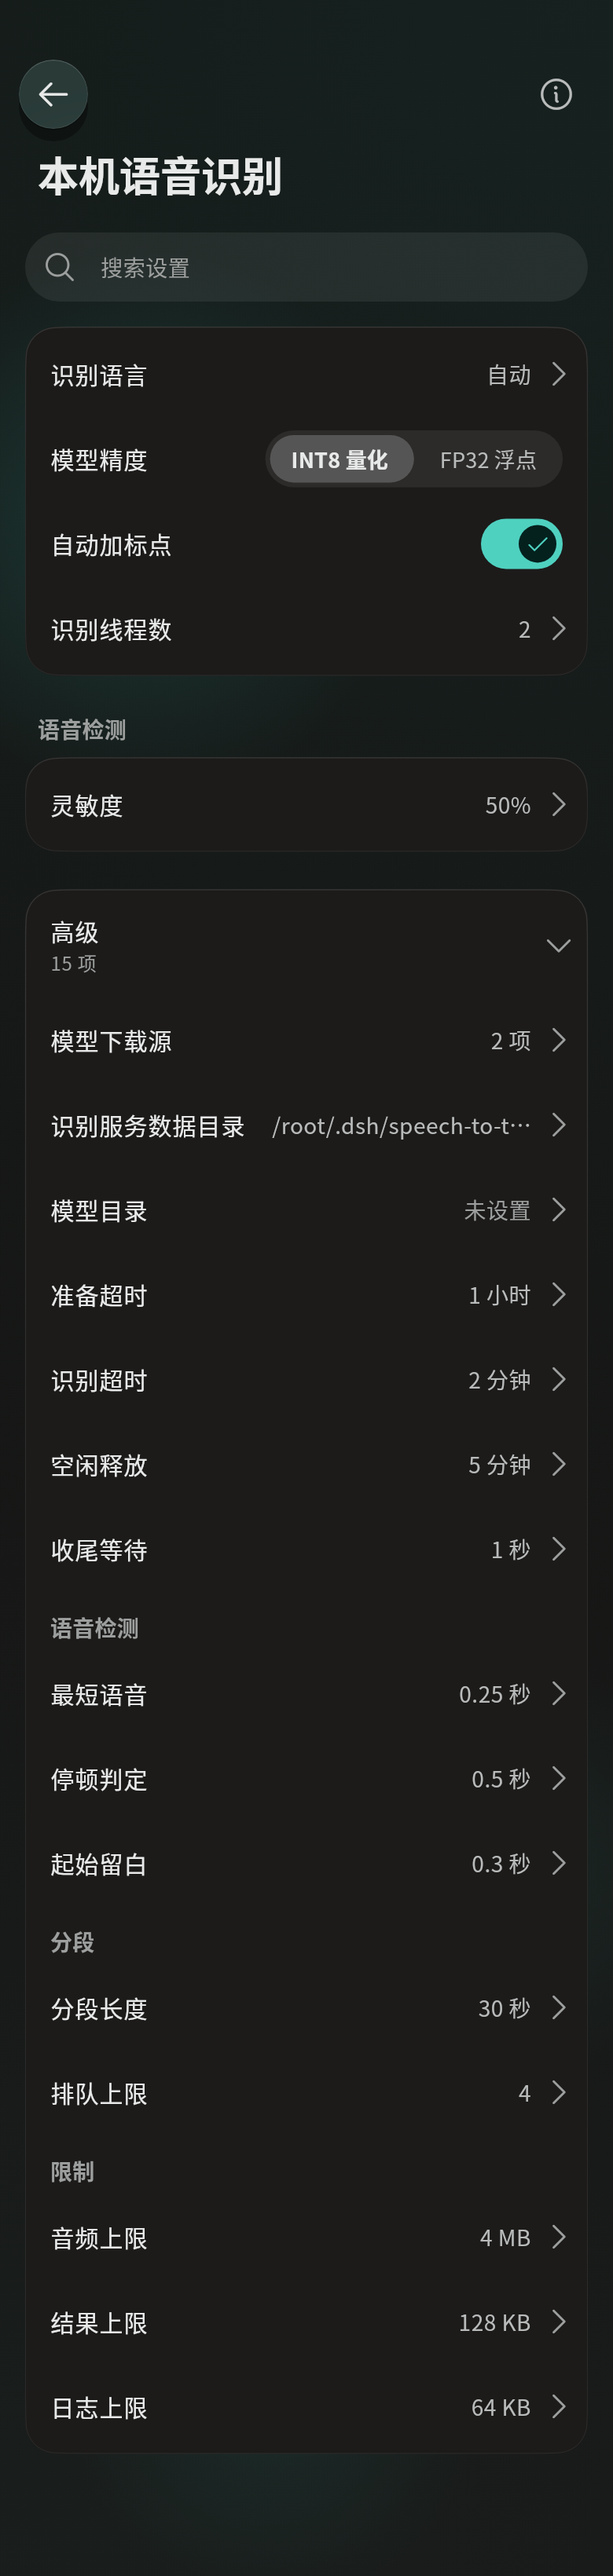 本机语音识别
搜索设置
识别语言 自动
模型精度 INT8 量化 FP32 浮点
自动加标点
识别线程数 2
语音检测
灵敏度 50%
高级
15 项
模型下载源 2 项
识别服务数据目录 /root/.dsh/speech-to-t…
模型目录 未设置
准备超时 1 小时
识别超时 2 分钟
空闲释放 5 分钟
收尾等待 1 秒
语音检测
最短语音 0.25 秒
停顿判定 0.5 秒
起始留白 0.3 秒
分段
分段长度 30 秒
排队上限 4
限制
音频上限 4 MB
结果上限 128 KB
日志上限 64 KB